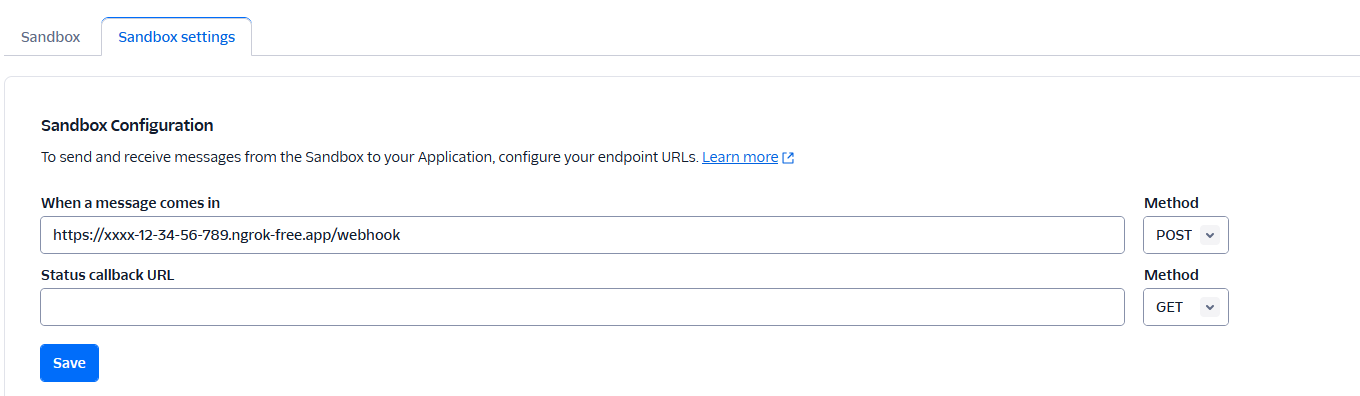 Sandbox
Sandbox settings
Sandbox Configuration
To send and receive messages from the Sandbox to your Application, configure your endpoint URLs. Learn more
When a message comes in
Method
https://xxxx-12-34-56-789.ngrok-free.app/webhook
POST
Status callback URL
Method
GET
Save